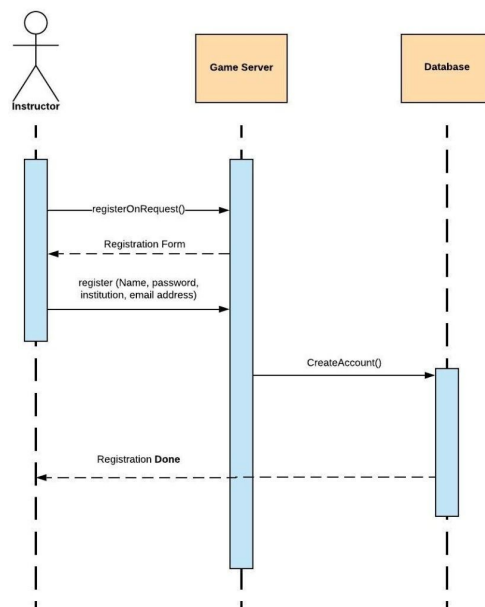 Game Server
Database
Instructor
registerOnRequest()
Registration Form
register (Name, password,
institution, email address)
CreateAccount()
Registration Done